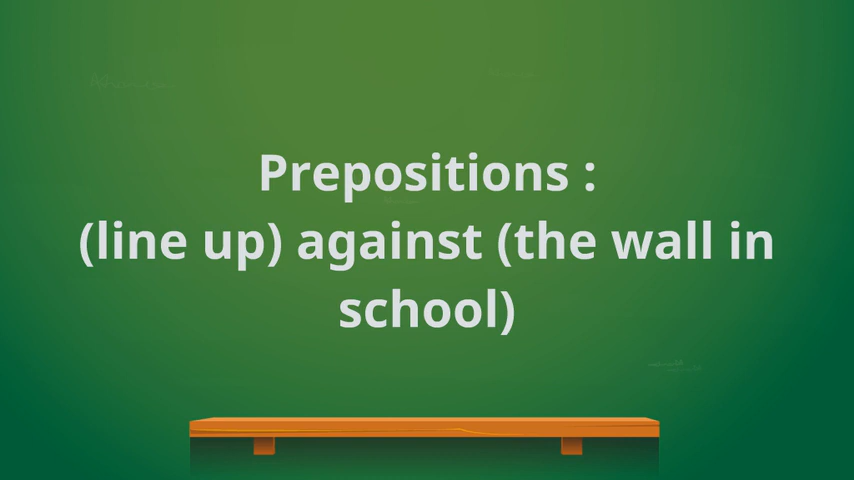 Prepositions :
(line up) against (the wall in
school)